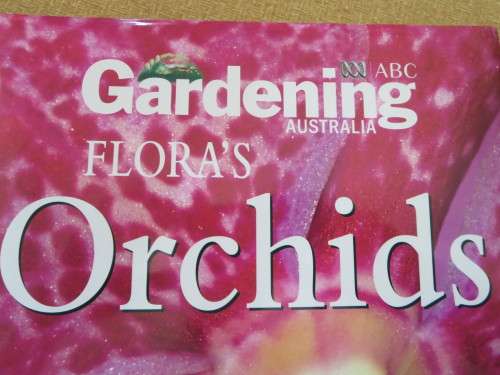 ABC
Gardening
AUSTRALIA
FLORA'S
Orchids